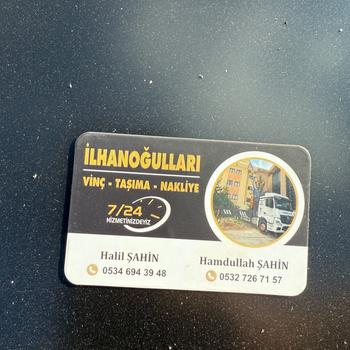 İLHANOĞULLARI
VİNÇ - TAŞIMA - NAKLİYE
7/24
HİZMETİNİZDEYİZ
Halil ŞAHİN
0534 694 39 48
Hamdullah ŞAHİN
0532 726 71 57